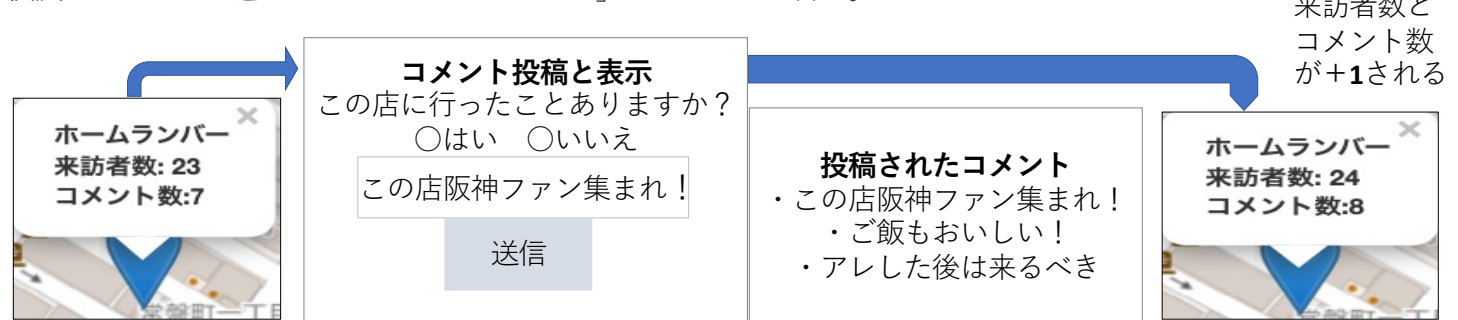 来訪者数と
コメント数
が＋1される
ホームランバー
来訪者数: 23
コメント数:7
コメント投稿と表示
この店に行ったことありますか？
○はい　○いいえ
この店阪神ファン集まれ！
送信
投稿されたコメント
・この店阪神ファン集まれ！
・ご飯もおいしい！
・アレした後は来るべき
ホームランバー
来訪者数: 24
コメント数:8